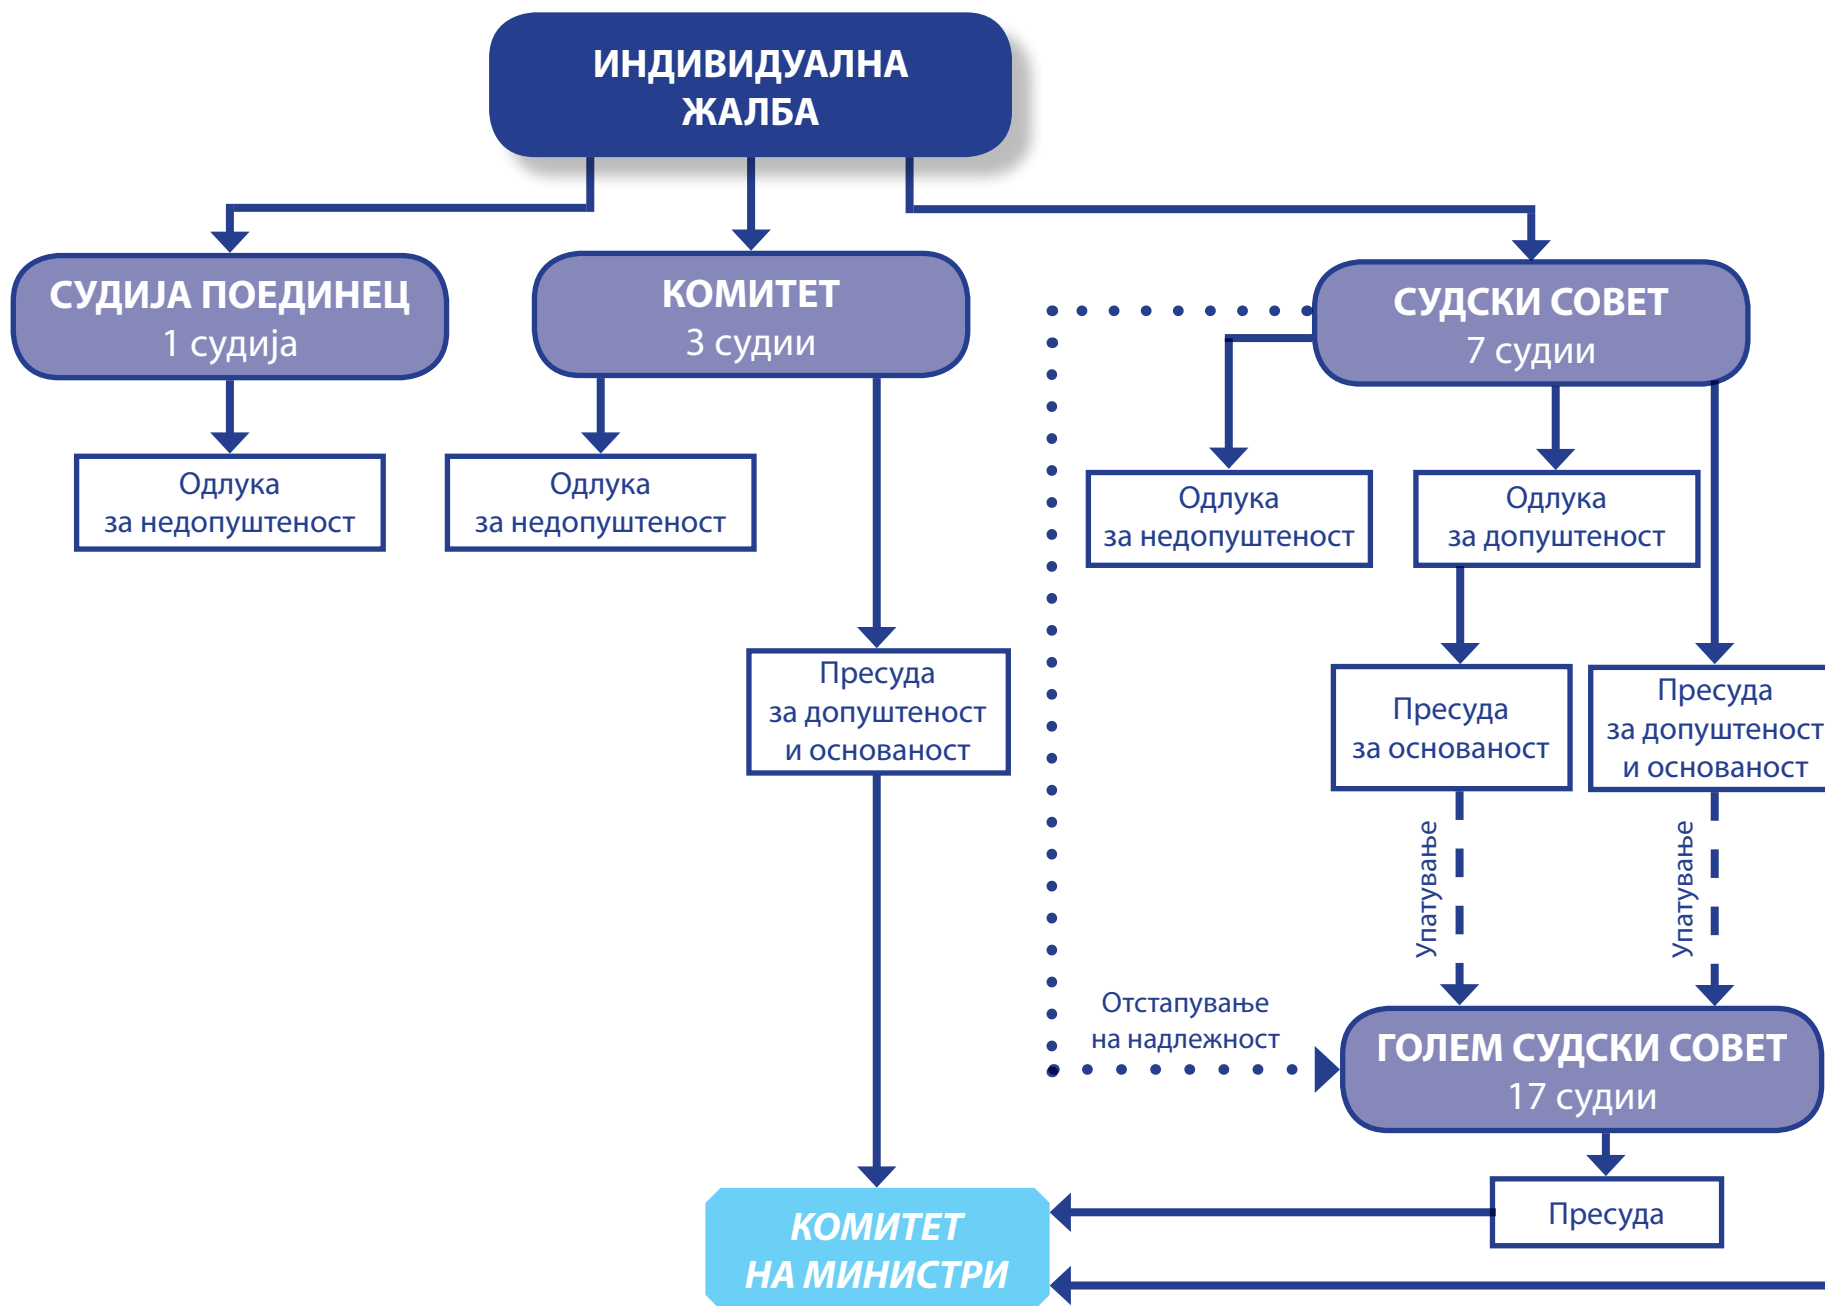 ИНДИВИДУАЛНА
ЖАЛБА
СУДИЈА ПОЕДИНЕЦ
1 судија
КОМИТЕТ
3 судии
СУДСКИ СОВЕТ
7 судии
Одлука
за недопуштеност
Одлука
за недопуштеност
Одлука
за недопуштеност
Одлука
за допуштеност
Пресуда
за допуштеност
и основаност
Пресуда
за основаност
Пресуда
за допуштеност
и основаност
Упатување
Упатување
Отстапување
на надлежност
ГОЛЕМ СУДСКИ СОВЕТ
17 судии
Пресуда
КОМИТЕТ
НА МИНИСТРИ